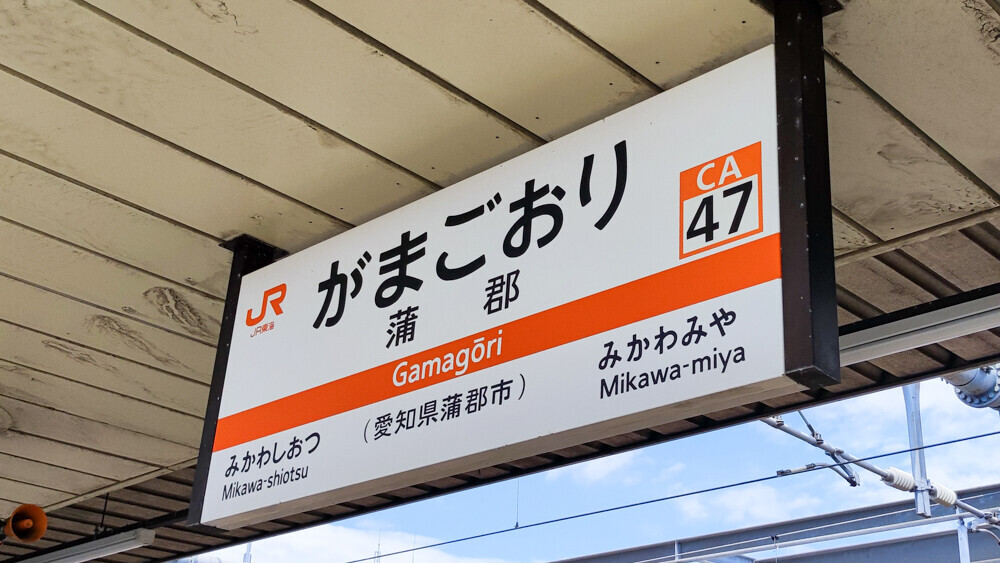 JR
JR東海
がまごおり
蒲郡
CA
47
Gamagōri
(愛知県蒲郡市)
みかわしおつ
Mikawa-shiotsu
みかわみや
Mikawa-miya